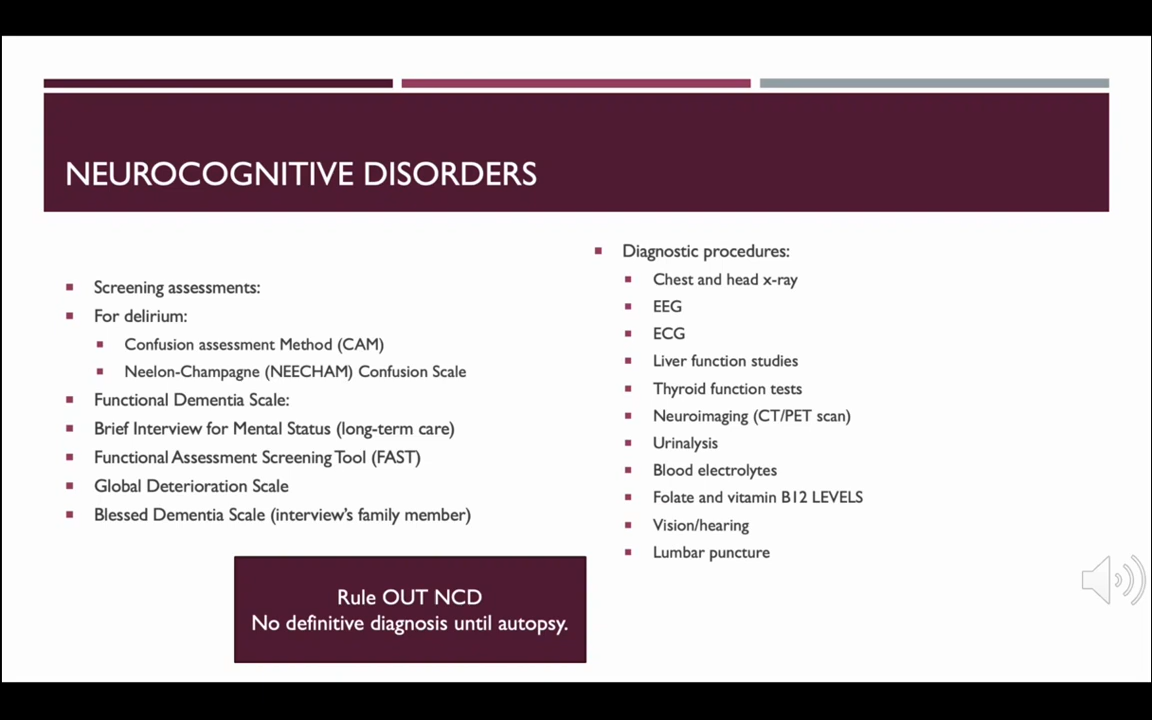 NEUROCOGNITIVE DISORDERS
Screening assessments:
For delirium:
Confusion assessment Method (CAM)
Neelon-Champagne (NEECHAM) Confusion Scale
Functional Dementia Scale:
Brief Interview for Mental Status (long-term care)
Functional Assessment Screening Tool (FAST)
Global Deterioration Scale
Blessed Dementia Scale (interview's family member)
Diagnostic procedures:
Chest and head x-ray
EEG
ECG
Liver function studies
Thyroid function tests
Neuroimaging (CT/PET scan)
Urinalysis
Blood electrolytes
Folate and vitamin B12 LEVELS
Vision/hearing
Lumbar puncture
Rule OUT NCD
No definitive diagnosis until autopsy.